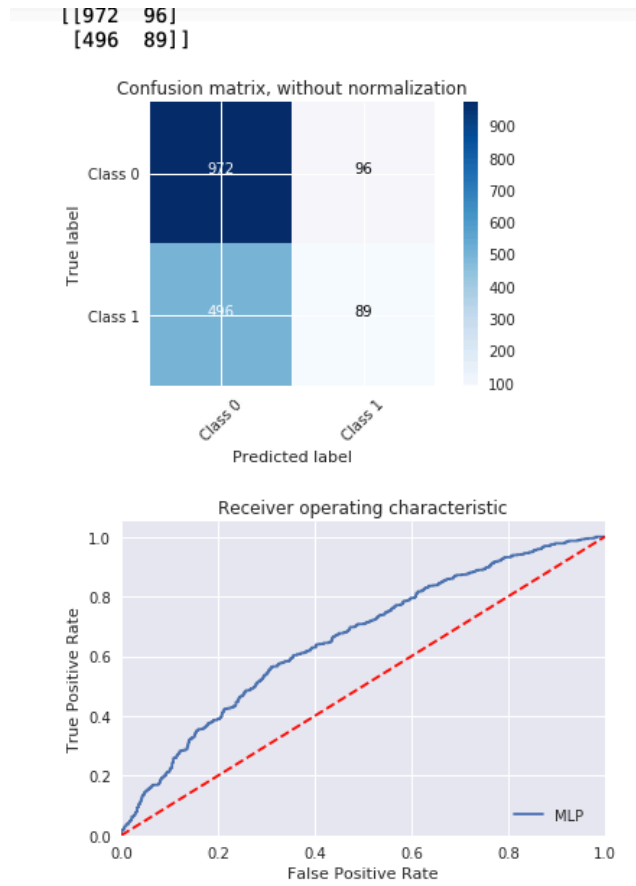 [[972 96]
[496 89]]
Confusion matrix, without normalization
True label
Class 0
972
96
Class 1
496
89
Class 0
Class 1
Predicted label
900
800
700
600
500
400
300
200
100
Receiver operating characteristic
True Positive Rate
1.0
0.8
0.6
0.4
0.2
0.0
MLP
0.0 0.2 0.4 0.6 0.8 1.0
False Positive Rate